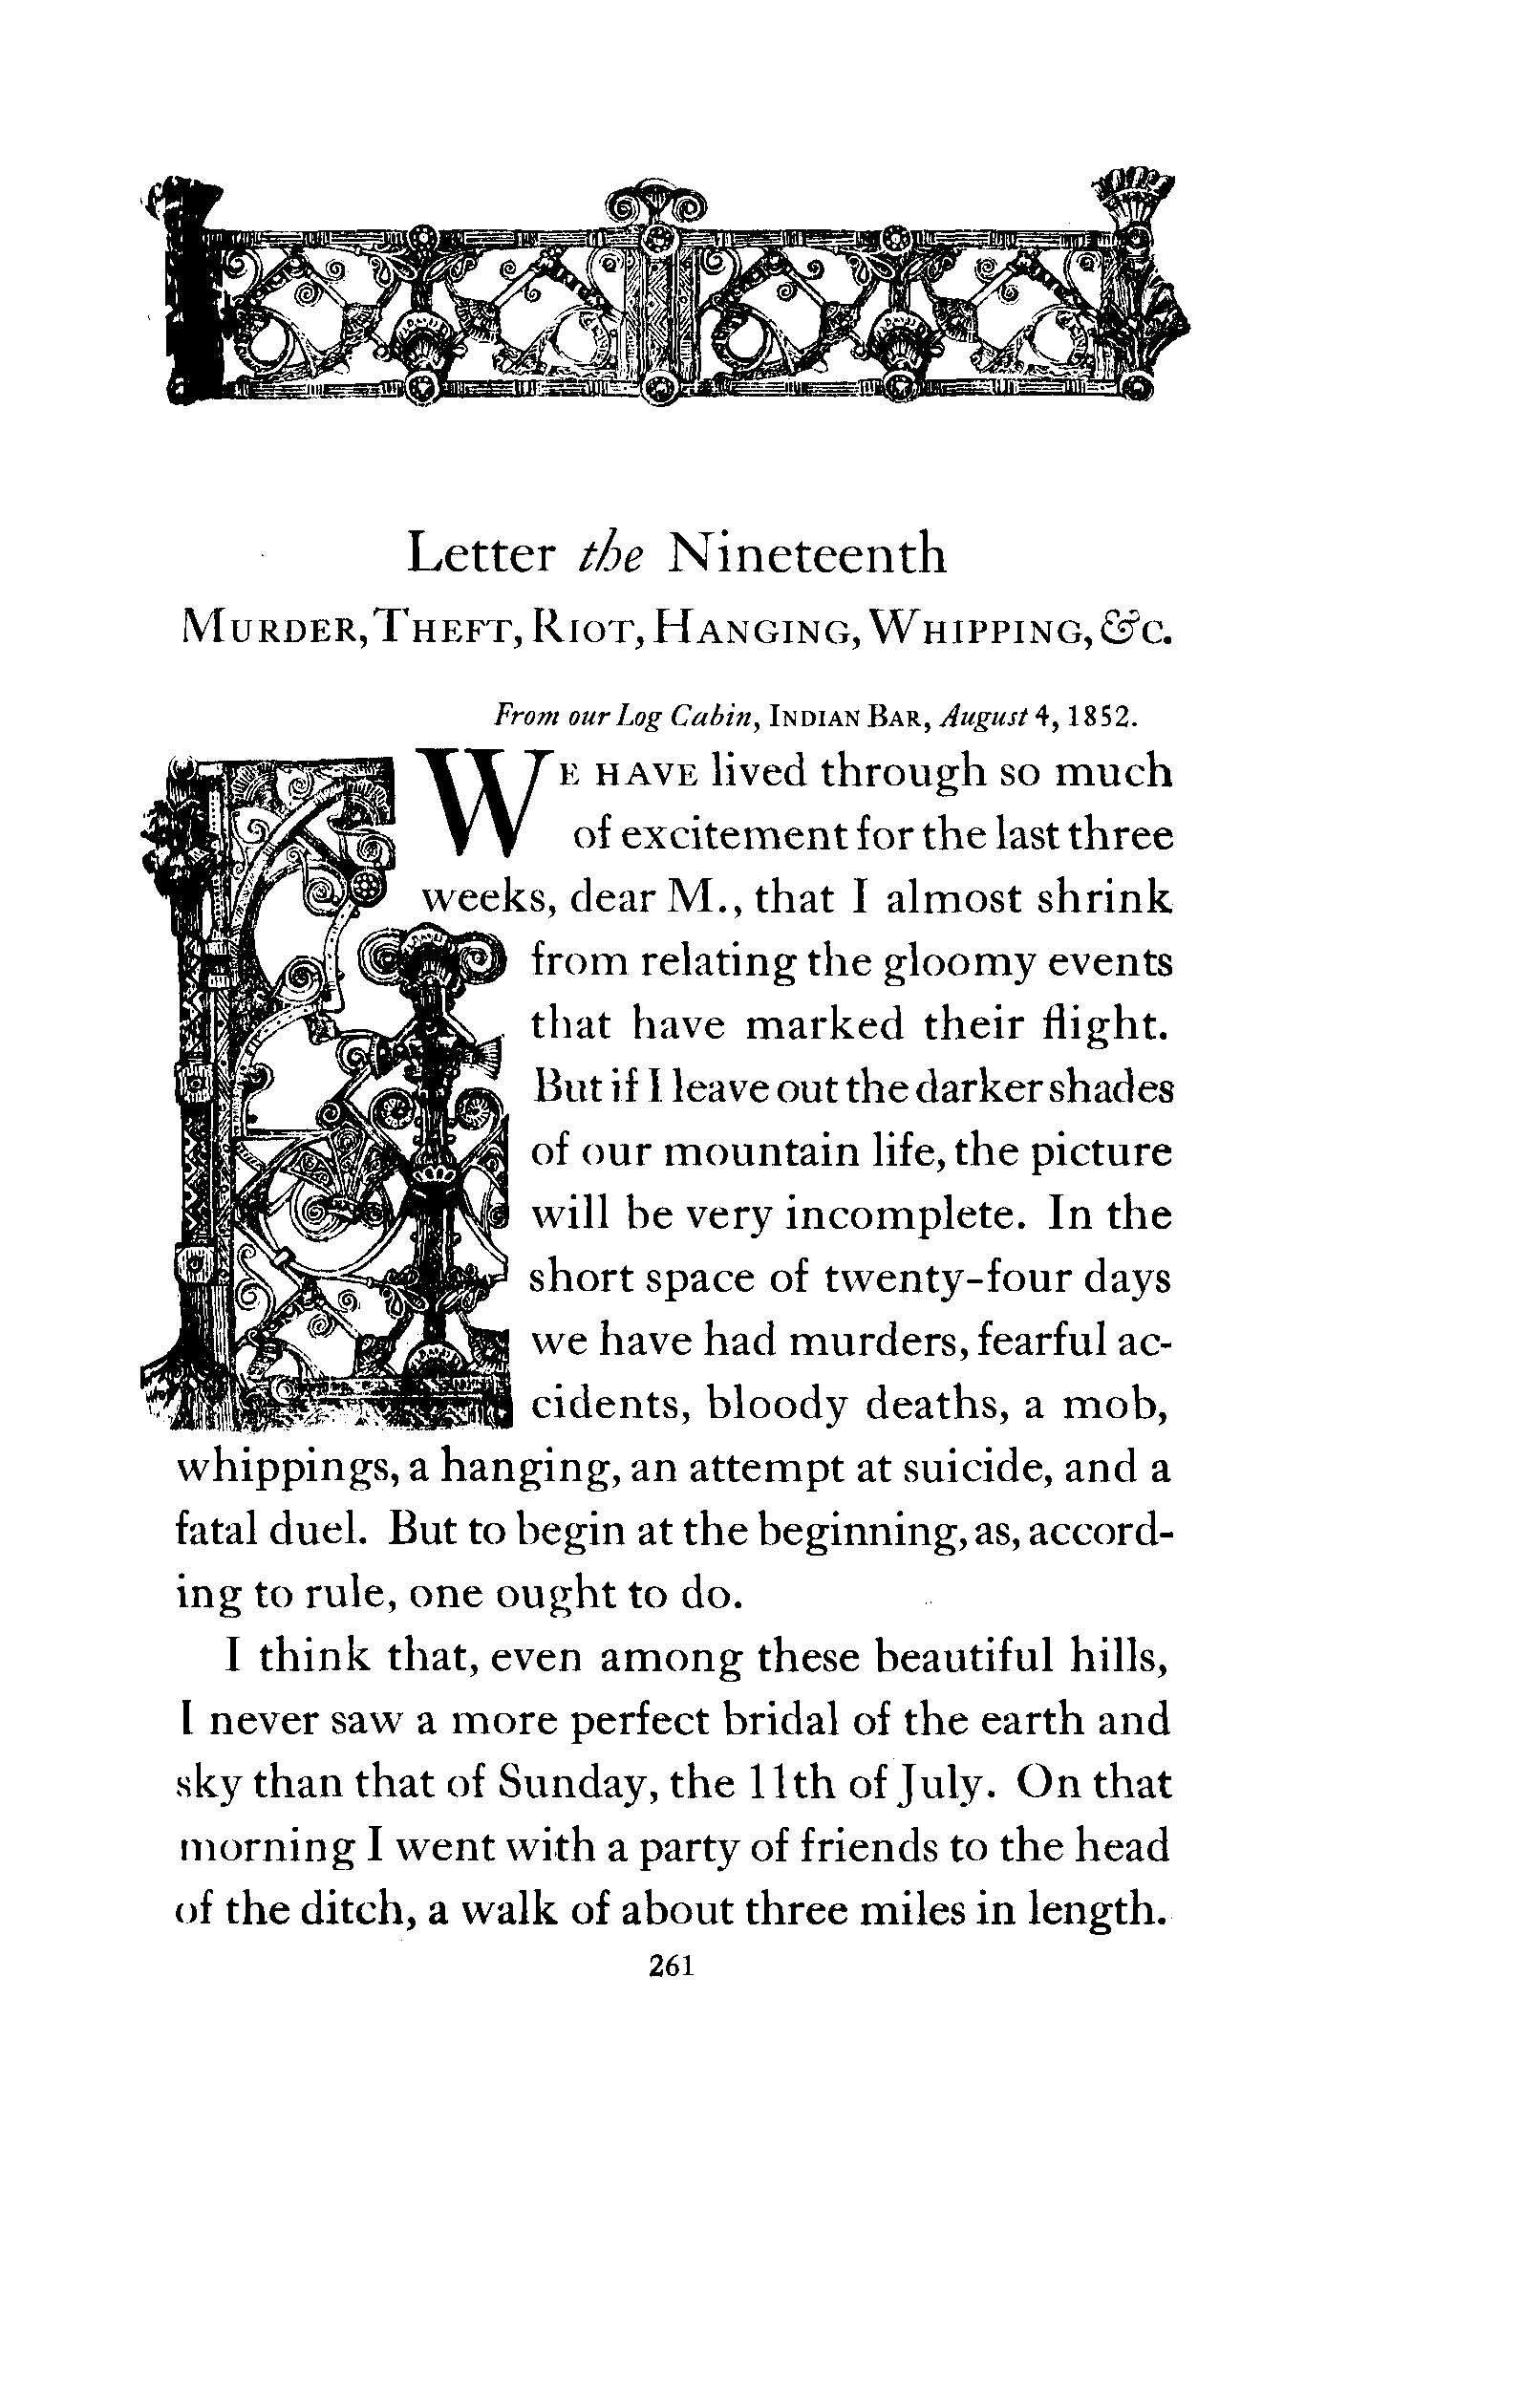 Letter the Nineteenth
MURDER, THEFT, RIOT, HANGING, WHIPPING, &c.
From our Log Cabin, INDIAN BAR, August 4, 1852.
WE HAVE lived through so much
of excitement for the last three
weeks, dear M., that I almost shrink
from relating the gloomy events
that have marked their flight.
But if I leave out the darker shades
of our mountain life, the picture
will be very incomplete. In the
short space of twenty-four days
we have had murders, fearful ac-
cidents, bloody deaths, a mob,
whippings, a hanging, an attempt at suicide, and a
fatal duel. But to begin at the beginning, as, accord-
ing to rule, one ought to do.
I think that, even among these beautiful hills,
I never saw a more perfect bridal of the earth and
sky than that of Sunday, the 11th of July. On that
morning I went with a party of friends to the head
of the ditch, a walk of about three miles in length.
261